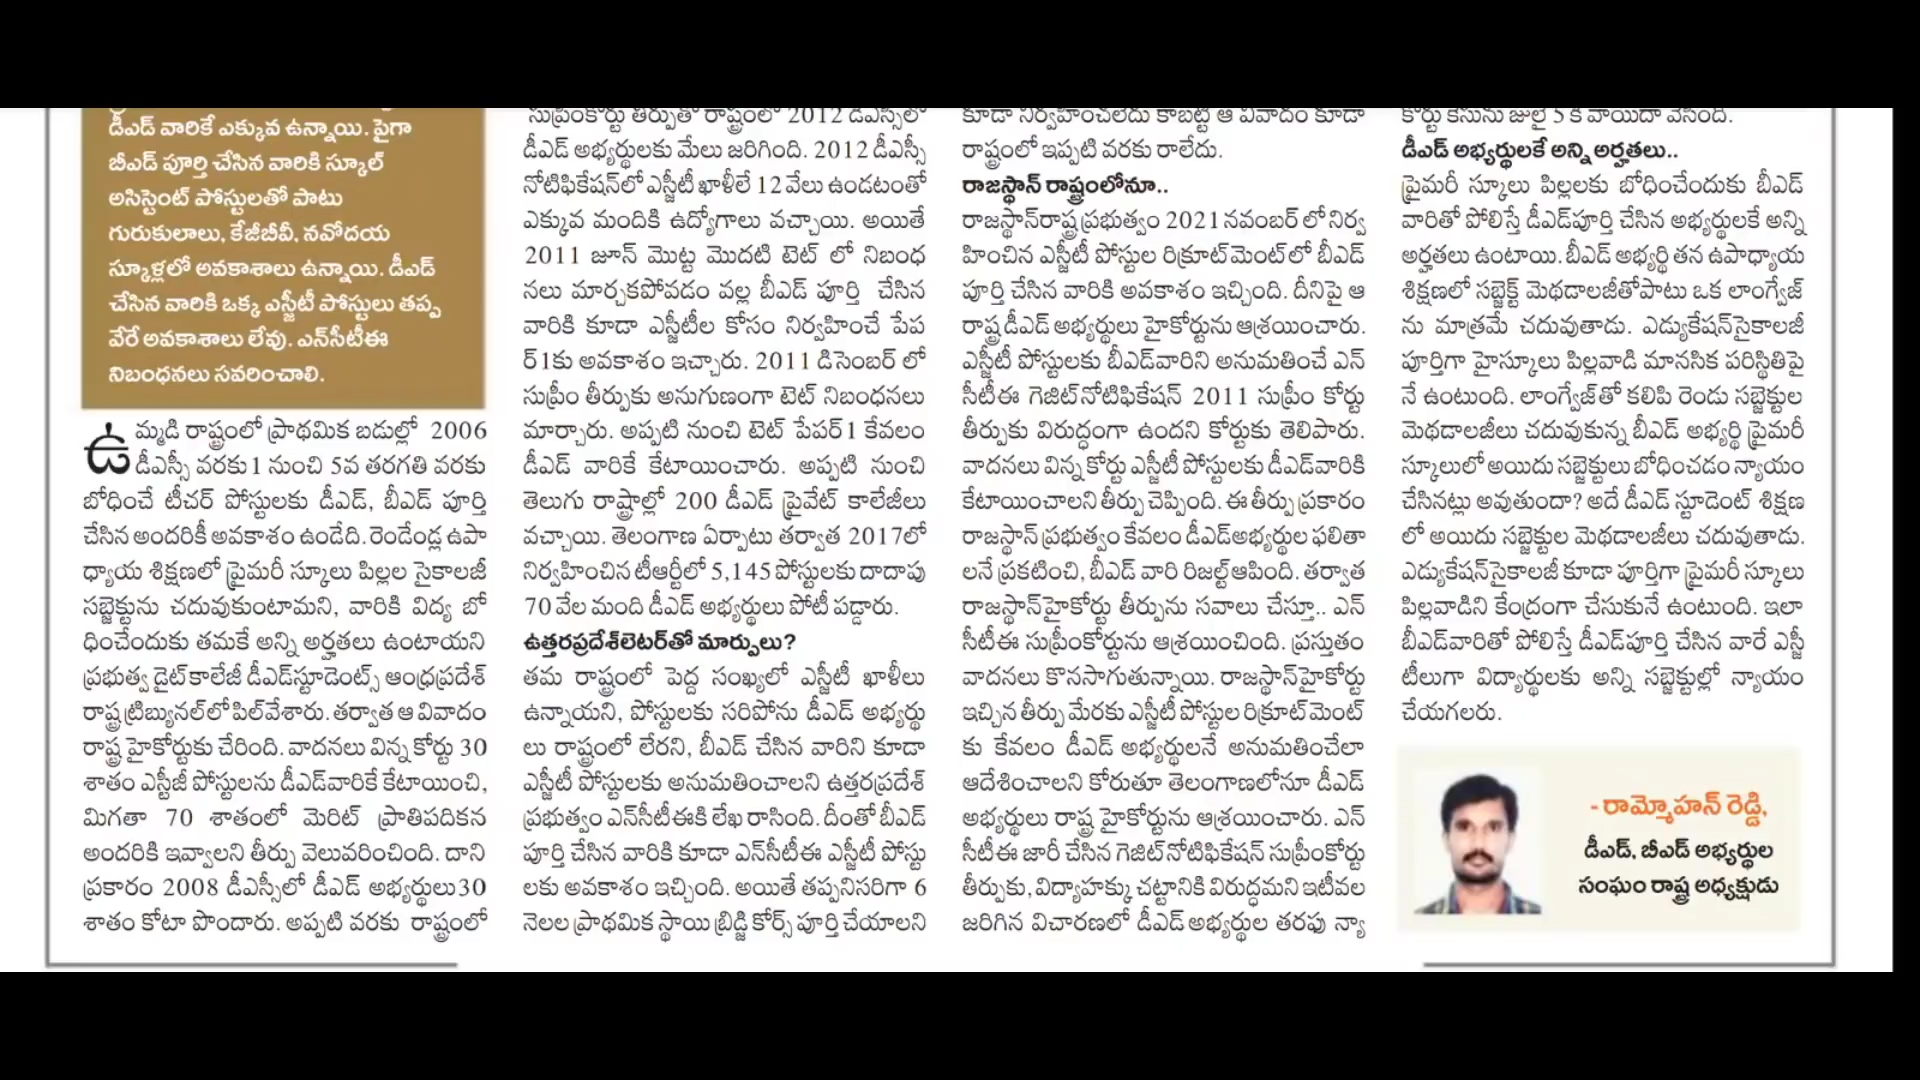 డీఎడ్ వారికే ఎక్కువ ఉన్నాయి. పైగా
బీఎడ్ పూర్తి చేసిన వారికి స్కూల్
అసిస్టెంట్ పోస్టులతో పాటు
గురుకులాలు, కేజీబీవీ, నవోదయ
స్కూళ్లలో అవకాశాలు ఉన్నాయి. డీఎడ్
చేసిన వారికి ఒక్క ఎస్జీటీ పోస్టులు తప్ప
వేరే అవకాశాలు లేవు. ఎన్‌సీటీఈ
నిబంధనలు సవరించాలి.
ఉమ్మడి రాష్ట్రంలో ప్రాథమిక బడుల్లో 2006
డీఎస్సీ వరకు 1 నుంచి 5వ తరగతి వరకు
బోధించే టీచర్ పోస్టులకు డీఎడ్, బీఎడ్ పూర్తి
చేసిన అందరికీ అవకాశం ఉండేది. రెండేండ్ల ఉపా
ధ్యాయ శిక్షణలో ప్రైమరీ స్కూలు పిల్లల సైకాలజీ
సబ్జెక్టును చదువుకుంటామని, వారికి విద్య బో
ధించేందుకు తమకే అన్ని అర్హతలు ఉంటాయని
ప్రభుత్వ డైట్ కాలేజీ డీఎడ్‌స్టూడెంట్స్ ఆంధ్రప్రదేశ్
రాష్ట్ర ట్రిబ్యునల్‌లో పిల్ వేశారు. తర్వాత ఆ వివాదం
రాష్ట్ర హైకోర్టుకు చేరింది. వాదనలు విన్న కోర్టు 30
శాతం ఎస్టీజీ పోస్టులను డీఎడ్‌వారికే కేటాయించి,
మిగతా 70 శాతంలో మెరిట్ ప్రాతిపదికన
అందరికి ఇవ్వాలని తీర్పు వెలువరించింది. దాని
ప్రకారం 2008 డీఎస్సీలో డీఎడ్ అభ్యర్థులు 30
శాతం కోటా పొందారు. అప్పటి వరకు రాష్ట్రంలో
సుప్రీంకోర్టు తీర్పుతో రాష్ట్రంలో 2012 డీఎస్సీలో
డీఎడ్ అభ్యర్థులకు మేలు జరిగింది. 2012 డీఎస్సీ
నోటిఫికేషన్‌లో ఎస్జీటీ ఖాళీలే 12 వేలు ఉండటంతో
ఎక్కువ మందికి ఉద్యోగాలు వచ్చాయి. అయితే
2011 జూన్ మొట్ట మొదటి టెట్ లో నిబంధ
నలు మార్చకపోవడం వల్ల బీఎడ్ పూర్తి చేసిన
వారికి కూడా ఎస్జీటీల కోసం నిర్వహించే పేప
ర్1కు అవకాశం ఇచ్చారు. 2011 డిసెంబర్ లో
సుప్రీం తీర్పుకు అనుగుణంగా టెట్ నిబంధనలు
మార్చారు. అప్పటి నుంచి టెట్ పేపర్1 కేవలం
డీఎడ్ వారికే కేటాయించారు. అప్పటి నుంచి
తెలుగు రాష్ట్రాల్లో 200 డీఎడ్ ప్రైవేట్ కాలేజీలు
వచ్చాయి. తెలంగాణ ఏర్పాటు తర్వాత 2017లో
నిర్వహించిన టీఆర్టీలో 5,145 పోస్టులకు దాదాపు
70 వేల మంది డీఎడ్ అభ్యర్థులు పోటీ పడ్డారు.
ఉత్తరప్రదేశ్‌లెటర్‌తో మార్పులు?
తమ రాష్ట్రంలో పెద్ద సంఖ్యలో ఎస్జీటీ ఖాళీలు
ఉన్నాయని, పోస్టులకు సరిపోను డీఎడ్ అభ్యర్థు
లు రాష్ట్రంలో లేరని, బీఎడ్ చేసిన వారిని కూడా
ఎస్జీటీ పోస్టులకు అనుమతించాలని ఉత్తరప్రదేశ్
ప్రభుత్వం ఎన్‌సీటీఈకి లేఖ రాసింది. దీంతో బీఎడ్
పూర్తి చేసిన వారికి కూడా ఎన్‌సీటీఈ ఎస్జీటీ పోస్టు
లకు అవకాశం ఇచ్చింది. అయితే తప్పనిసరిగా 6
నెలల ప్రాథమిక స్థాయి బ్రిడ్జి కోర్స్ పూర్తి చేయాలని
కూడా నిర్వహించలేదు కాబట్టి ఆ వివాదం కూడా
రాష్ట్రంలో ఇప్పటి వరకు రాలేదు.
రాజస్థాన్ రాష్ట్రంలోనూ..
రాజస్థాన్‌రాష్ట్ర ప్రభుత్వం 2021 నవంబర్ లో నిర్వ
హించిన ఎస్జీటీ పోస్టుల రిక్రూట్‌మెంట్‌లో బీఎడ్
పూర్తి చేసిన వారికి అవకాశం ఇచ్చింది. దీనిపై ఆ
రాష్ట్ర డీఎడ్ అభ్యర్థులు హైకోర్టును ఆశ్రయించారు.
ఎస్జీటీ పోస్టులకు బీఎడ్‌వారిని అనుమతించే ఎన్
సీటీఈ గెజిట్‌నోటిఫికేషన్ 2011 సుప్రీం కోర్టు
తీర్పుకు విరుద్ధంగా ఉందని కోర్టుకు తెలిపారు.
వాదనలు విన్న కోర్టు ఎస్జీటీ పోస్టులకు డీఎడ్‌వారికి
కేటాయించాలని తీర్పు చెప్పింది. ఈ తీర్పు ప్రకారం
రాజస్థాన్ ప్రభుత్వం కేవలం డీఎడ్‌అభ్యర్థుల ఫలితా
లనే ప్రకటించి, బీఎడ్ వారి రిజల్ట్‌ఆపింది. తర్వాత
రాజస్థాన్‌హైకోర్టు తీర్పును సవాలు చేస్తూ.. ఎన్
సీటీఈ సుప్రీంకోర్టును ఆశ్రయించింది. ప్రస్తుతం
వాదనలు కొనసాగుతున్నాయి. రాజస్థాన్‌హైకోర్టు
ఇచ్చిన తీర్పు మేరకు ఎస్జీటీ పోస్టుల రిక్రూట్‌మెంట్
కు కేవలం డీఎడ్ అభ్యర్థులనే అనుమతించేలా
ఆదేశించాలని కోరుతూ తెలంగాణలోనూ డీఎడ్
అభ్యర్థులు రాష్ట్ర హైకోర్టును ఆశ్రయించారు. ఎన్
సీటీఈ జారీ చేసిన గెజిట్‌నోటిఫికేషన్ సుప్రీంకోర్టు
తీర్పుకు, విద్యాహక్కు చట్టానికి విరుద్ధమని ఇటీవల
జరిగిన విచారణలో డీఎడ్‌అభ్యర్థుల తరఫు న్యా
కోర్టు కేసును జులై 5 కి వాయిదా వేసింది.
డీఎడ్ అభ్యర్థులకే అన్ని అర్హతలు..
ప్రైమరీ స్కూలు పిల్లలకు బోధించేందుకు బీఎడ్
వారితో పోలిస్తే డీఎడ్‌పూర్తి చేసిన అభ్యర్థులకే అన్ని
అర్హతలు ఉంటాయి. బీఎడ్ అభ్యర్థి తన ఉపాధ్యాయ
శిక్షణలో సబ్జెక్ట్ మెథడాలజీతోపాటు ఒక లాంగ్వేజ్
ను మాత్రమే చదువుతాడు. ఎడ్యుకేషన్‌సైకాలజీ
పూర్తిగా హైస్కూలు పిల్లవాడి మానసిక పరిస్థితిపై
నే ఉంటుంది. లాంగ్వేజ్‌తో కలిపి రెండు సబ్జెక్టుల
మెథడాలజీలు చదువుకున్న బీఎడ్ అభ్యర్థి ప్రైమరీ
స్కూలులో అయిదు సబ్జెక్టులు బోధించడం న్యాయం
చేసినట్లు అవుతుందా? అదే డీఎడ్ స్టూడెంట్ శిక్షణ
లో అయిదు సబ్జెక్టుల మెథడాలజీలు చదువుతాడు.
ఎడ్యుకేషన్‌సైకాలజీ కూడా పూర్తిగా ప్రైమరీ స్కూలు
పిల్లవాడిని కేంద్రంగా చేసుకునే ఉంటుంది. ఇలా
బీఎడ్‌వారితో పోలిస్తే డీఎడ్‌పూర్తి చేసిన వారే ఎస్జీ
టీలుగా విద్యార్థులకు అన్ని సబ్జెక్టుల్లో న్యాయం
చేయగలరు.
- రామ్మోహన్ రెడ్డి,
డీఎడ్, బీఎడ్ అభ్యర్థుల
సంఘం రాష్ట్ర అధ్యక్షుడు